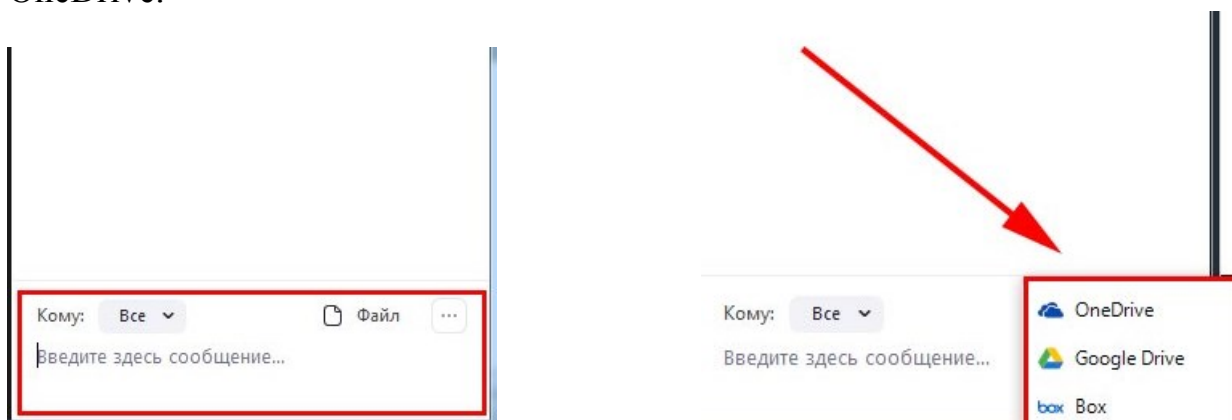 OneDrive.
Кому: Все Файл ...
Введите здесь сообщение...
Кому: Все
Введите здесь сообщение...
OneDrive
Google Drive
box Box